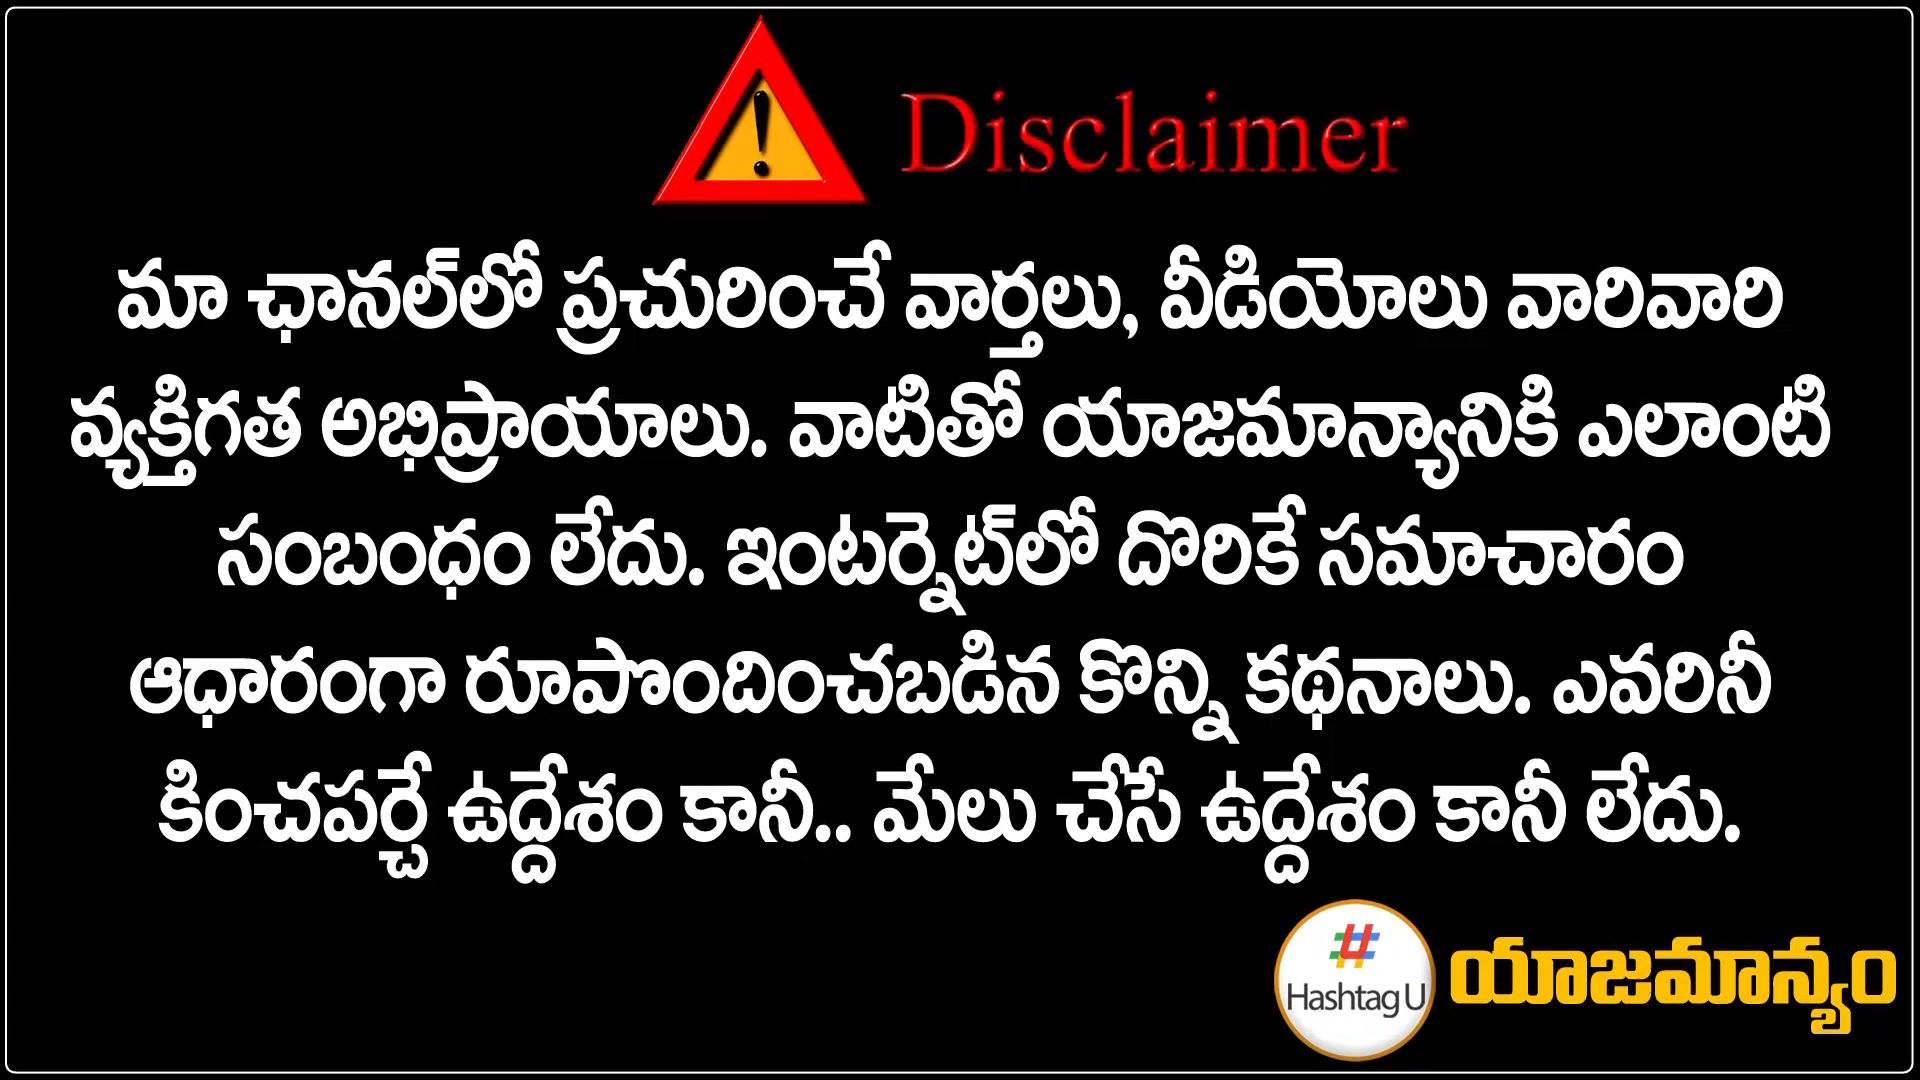 Disclaimer
మా ఛానల్‌లో ప్రచురించే వార్తలు, వీడియోలు వారివారి
వ్యక్తిగత అభిప్రాయాలు. వాటితో యాజమాన్యానికి ఎలాంటి
సంబంధం లేదు. ఇంటర్నెట్‌లో దొరికే సమాచారం
ఆధారంగా రూపొందించబడిన కొన్ని కథనాలు. ఎవరినీ
కించపర్చే ఉద్దేశం కానీ.. మేలు చేసే ఉద్దేశం కానీ లేదు.
# Hashtag U యాజమాన్యం